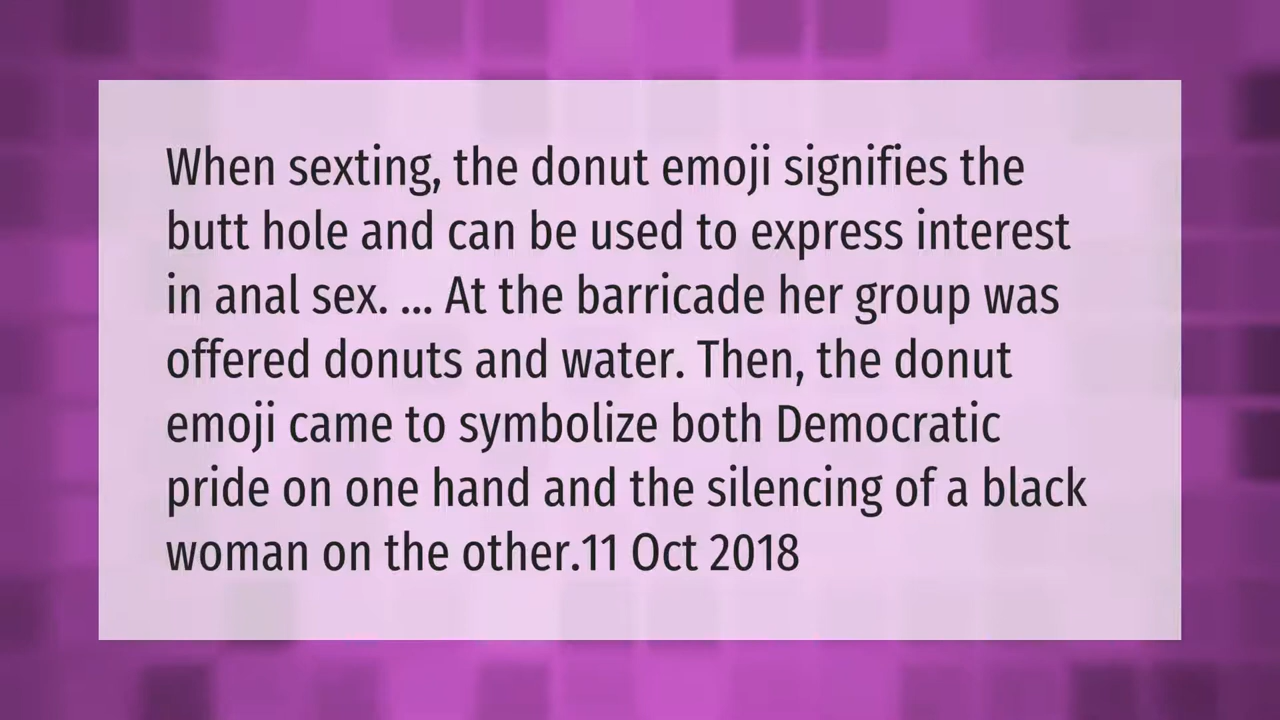 When sexting, the donut emoji signifies the
butt hole and can be used to express interest
in anal sex. ... At the barricade her group was
offered donuts and water. Then, the donut
emoji came to symbolize both Democratic
pride on one hand and the silencing of a black
woman on the other.11 Oct 2018